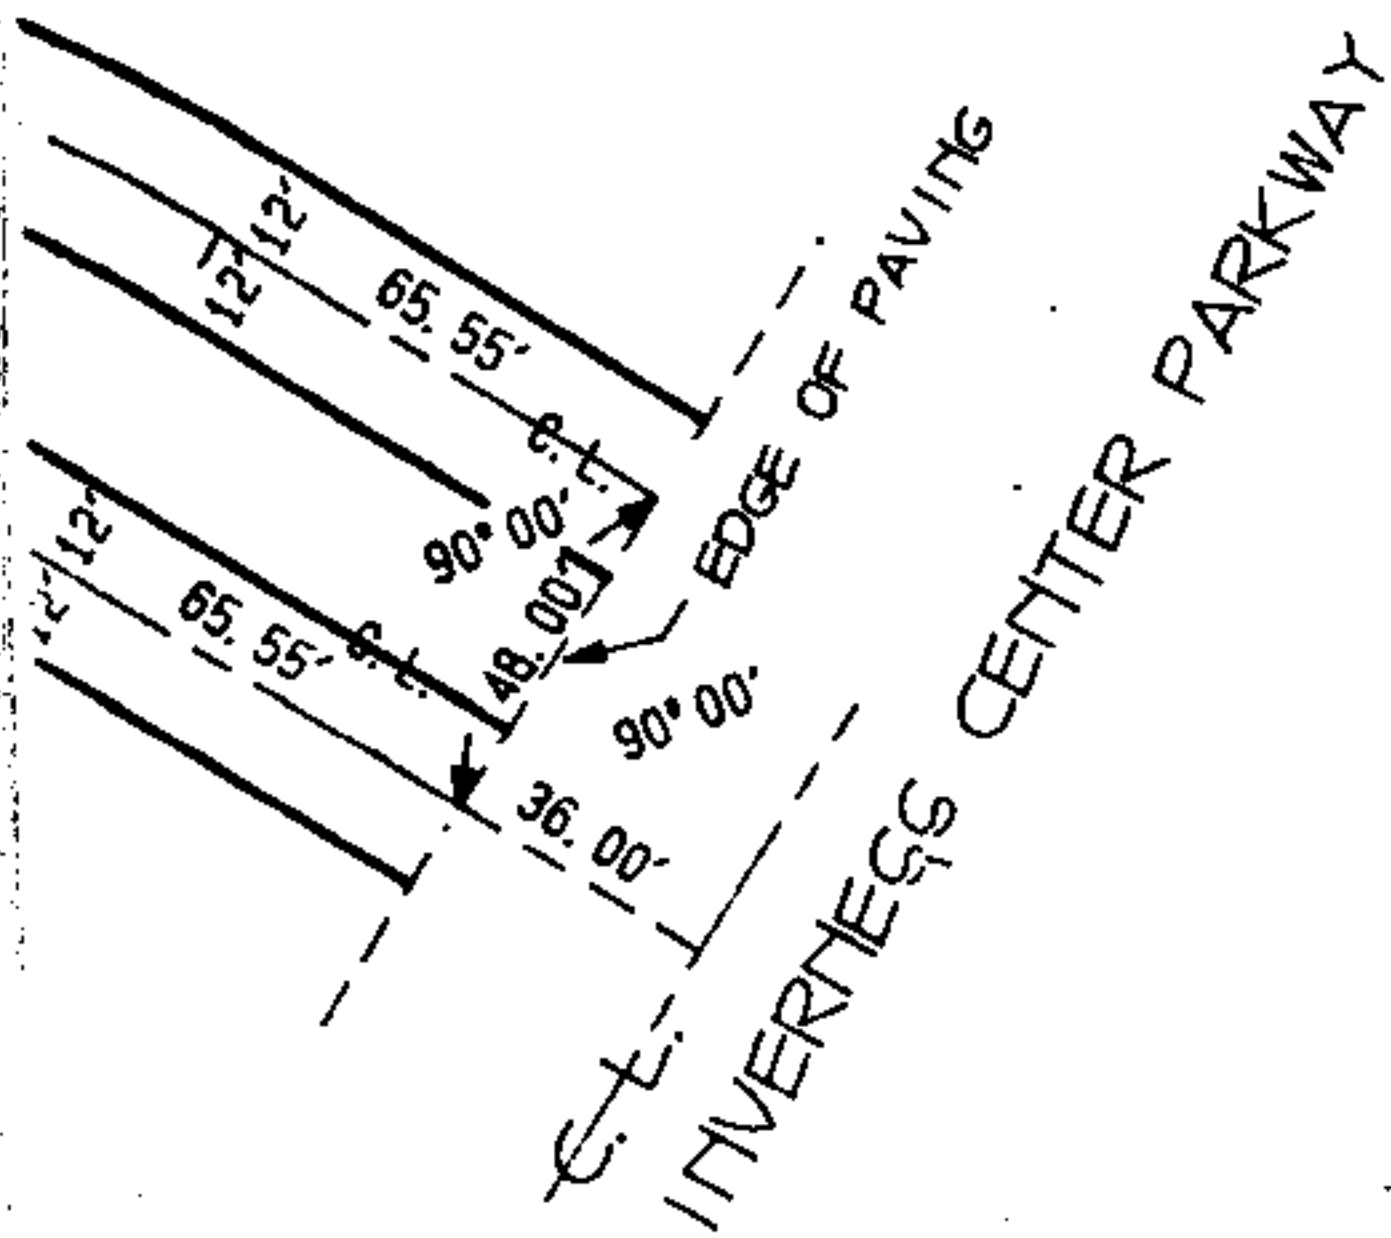 12'
12'
65.55'
C.L.
90°00'
48.00'
EDGE OF PAVING
12'
12'
65.55'
C.L.
90°00'
36.00'
C.L.
INVERNESS CENTER PARKWAY